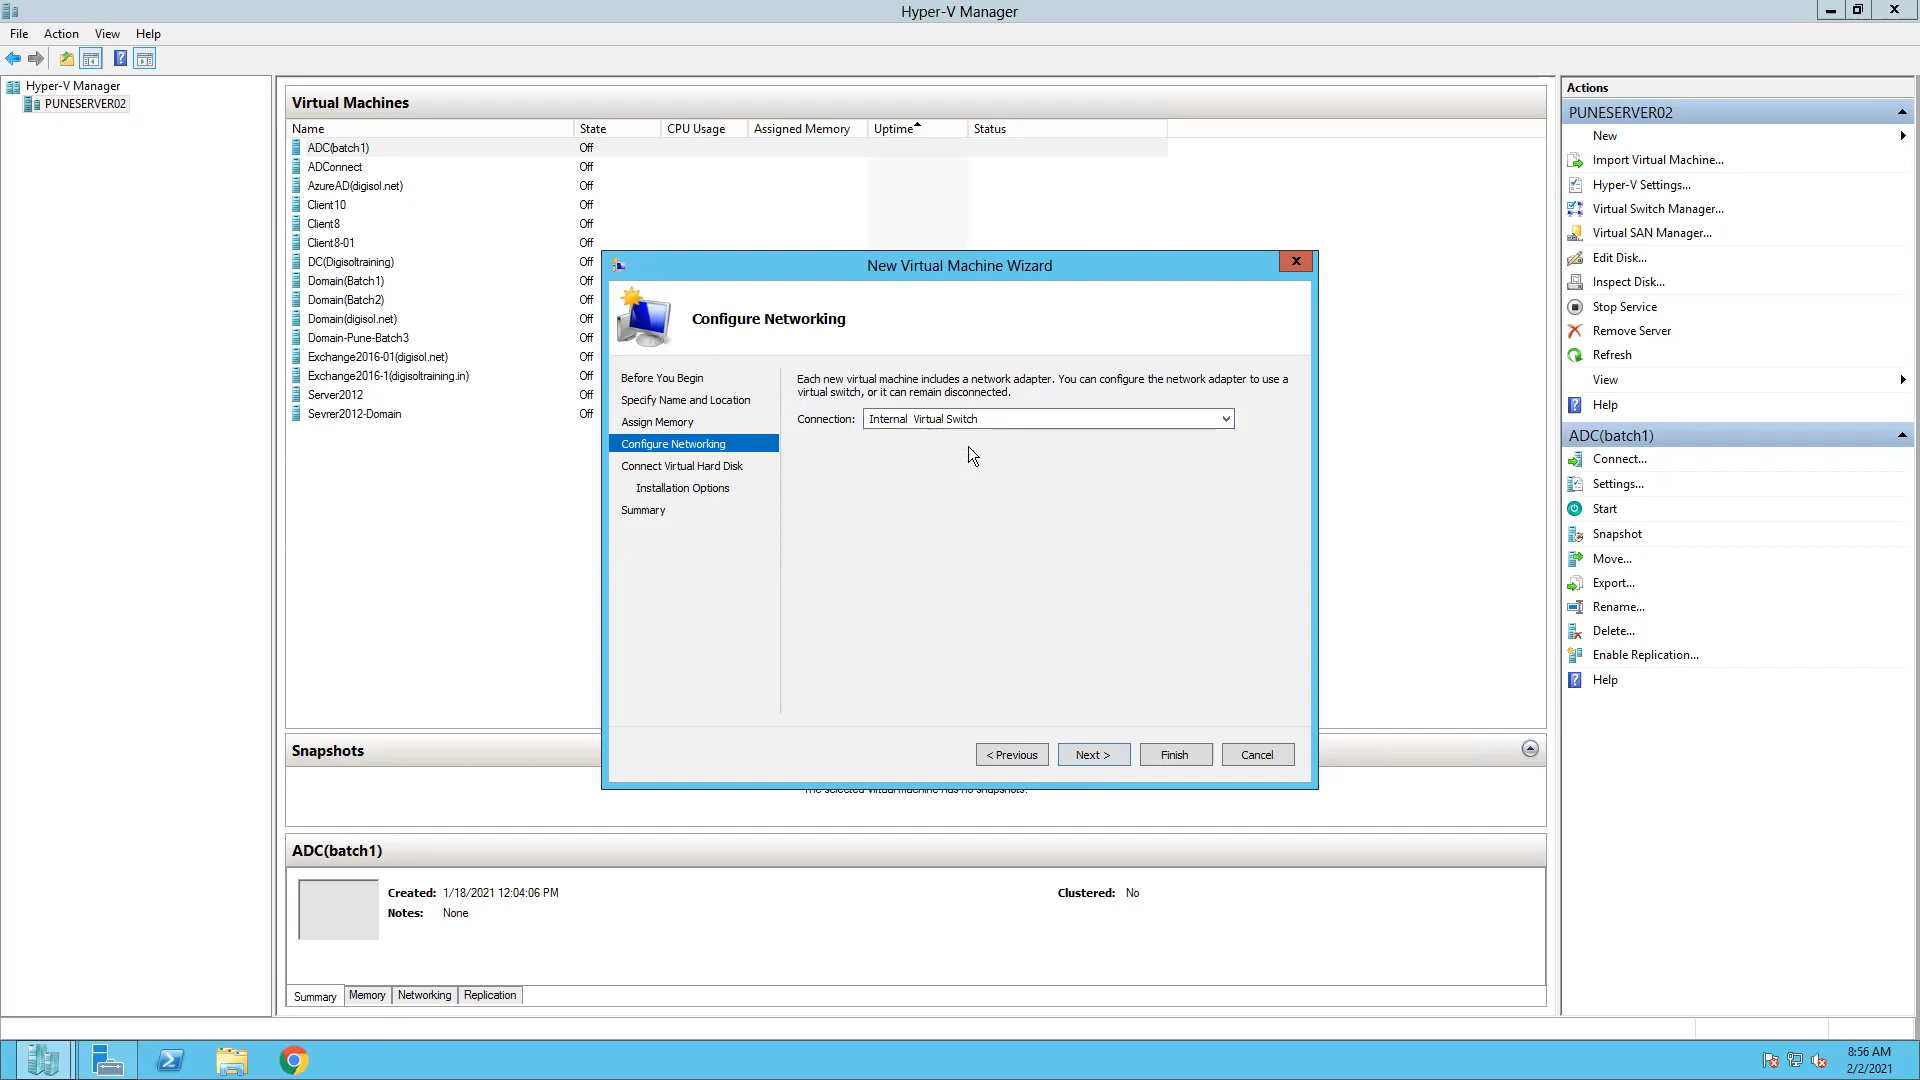 Hyper-V Manager
File Action View Help
Hyper-V Manager
PUNESERVER02
Virtual Machines
Name State CPU Usage Assigned Memory Uptime Status
ADC(batch1) Off
ADConnect Off
AzureAD(digisol.net) Off
Client10 Off
Client8 Off
Client8-01 Off
DC(Digisoltraining) Off
Domain(Batch1) Off
Domain(Batch2) Off
Domain(digisol.net) Off
Domain-Pune-Batch3 Off
Exchange2016-01(digisol.net) Off
Exchange2016-1(digisoltraining.in) Off
Server2012 Off
Sevrer2012-Domain Off
New Virtual Machine Wizard
X
Configure Networking
Before You Begin
Specify Name and Location
Assign Memory
Configure Networking
Connect Virtual Hard Disk
Installation Options
Summary
Each new virtual machine includes a network adapter. You can configure the network adapter to use a
virtual switch, or it can remain disconnected.
Connection: Internal Virtual Switch
< Previous Next > Finish Cancel
Snapshots
The selected virtual machine has no snapshots.
ADC(batch1)
Created: 1/18/2021 12:04:06 PM Clustered: No
Notes: None
Summary Memory Networking Replication
Actions
PUNESERVER02
New
Import Virtual Machine...
Hyper-V Settings...
Virtual Switch Manager...
Virtual SAN Manager...
Edit Disk...
Inspect Disk...
Stop Service
Remove Server
Refresh
View
Help
ADC(batch1)
Connect...
Settings...
Start
Snapshot
Move...
Export...
Rename...
Delete...
Enable Replication...
Help
8:56 AM
2/2/2021